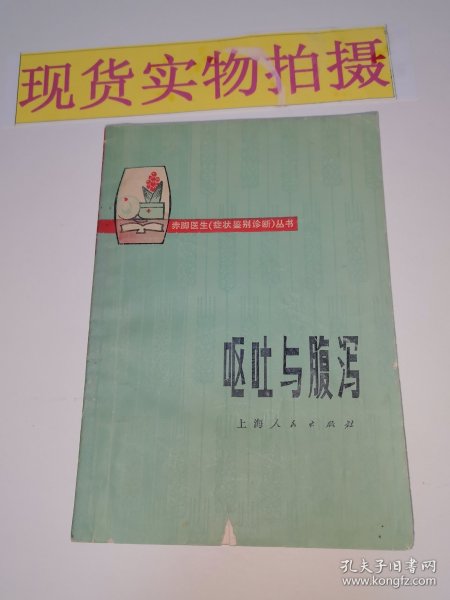 现货实物拍摄
赤脚医生(症状鉴别诊断)丛书
呕吐与腹泻
上海人民出版社
孔夫子旧书网
www.kongfz.com